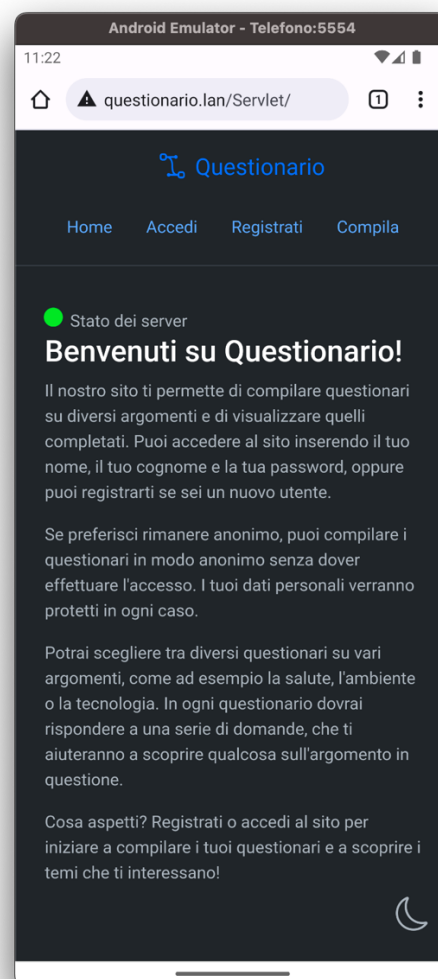 Android Emulator - Telefono:5554
11:22
questionario.lan/Servlet/
1
Questionario
Home Accedi Registrati Compila
Stato dei server
Benvenuti su Questionario!
Il nostro sito ti permette di compilare questionari
su diversi argomenti e di visualizzare quelli
completati. Puoi accedere al sito inserendo il tuo
nome, il tuo cognome e la tua password, oppure
puoi registrarti se sei un nuovo utente.
Se preferisci rimanere anonimo, puoi compilare i
questionari in modo anonimo senza dover
effettuare l'accesso. I tuoi dati personali verranno
protetti in ogni caso.
Potrai scegliere tra diversi questionari su vari
argomenti, come ad esempio la salute, l'ambiente
o la tecnologia. In ogni questionario dovrai
rispondere a una serie di domande, che ti
aiuteranno a scoprire qualcosa sull'argomento in
questione.
Cosa aspetti? Registrati o accedi al sito per
iniziare a compilare i tuoi questionari e a scoprire i
temi che ti interessano!